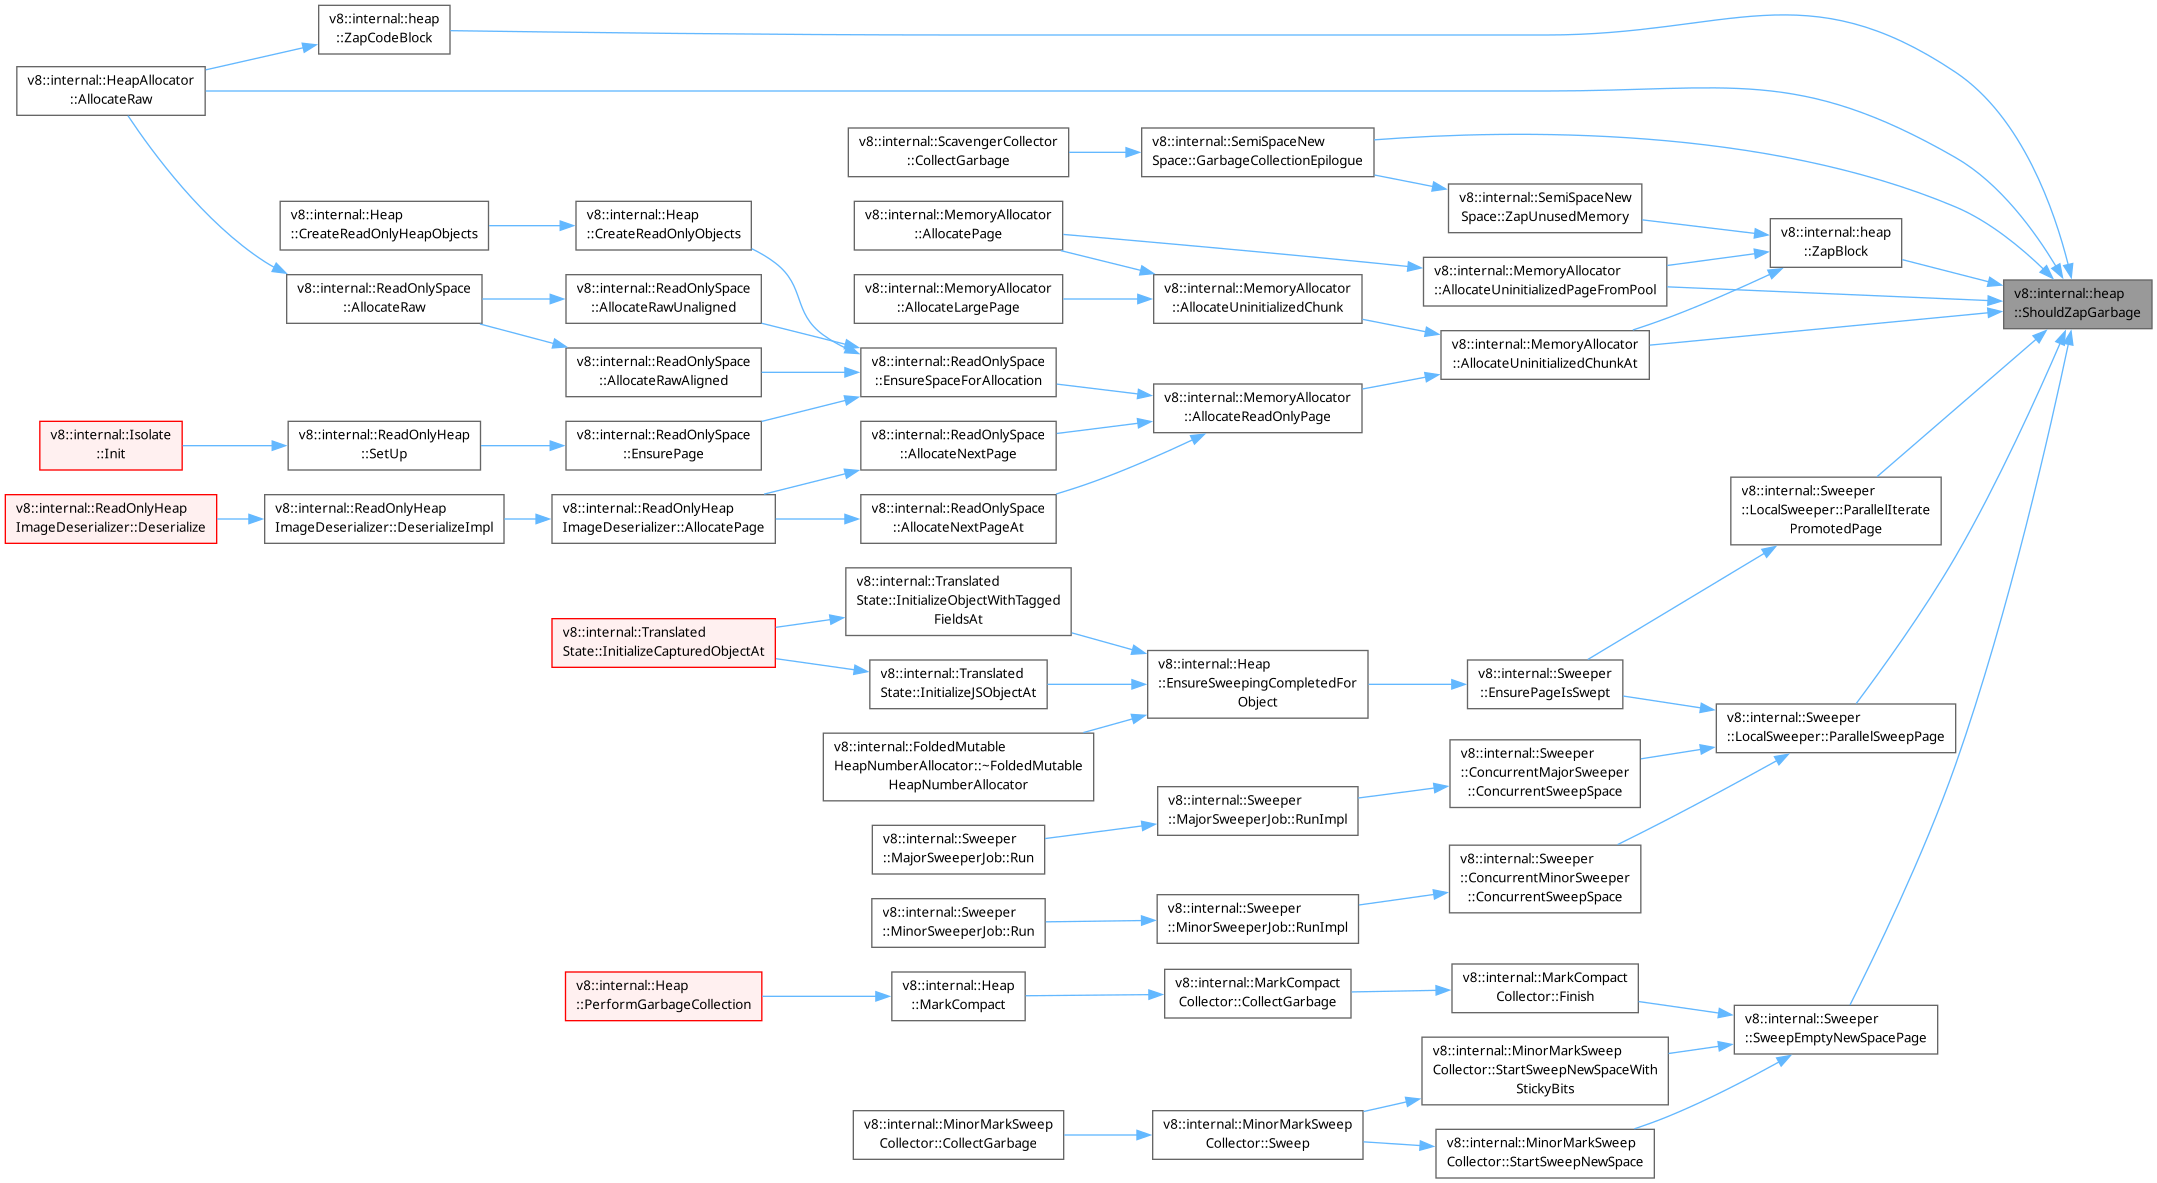 v8::internal::heap
::ZapCodeBlock
v8::internal::HeapAllocator
::AllocateRaw
v8::internal::ScavengerCollector
::CollectGarbage
v8::internal::SemiSpaceNew
Space::GarbageCollectionEpilogue
v8::internal::SemiSpaceNew
Space::ZapUnusedMemory
v8::internal::Heap
::CreateReadOnlyHeapObjects
v8::internal::Heap
::CreateReadOnlyObjects
v8::internal::MemoryAllocator
::AllocatePage
v8::internal::heap
::ZapBlock
v8::internal::MemoryAllocator
::AllocateUninitializedPageFromPool
v8::internal::ReadOnlySpace
::AllocateRaw
v8::internal::ReadOnlySpace
::AllocateRawUnaligned
v8::internal::MemoryAllocator
::AllocateLargePage
v8::internal::MemoryAllocator
::AllocateUninitializedChunk
v8::internal::heap
::ShouldZapGarbage
v8::internal::ReadOnlySpace
::AllocateRawAligned
v8::internal::ReadOnlySpace
::EnsureSpaceForAllocation
v8::internal::MemoryAllocator
::AllocateUninitializedChunkAt
v8::internal::MemoryAllocator
::AllocateReadOnlyPage
v8::internal::Isolate
::Init
v8::internal::ReadOnlyHeap
::SetUp
v8::internal::ReadOnlySpace
::EnsurePage
v8::internal::ReadOnlySpace
::AllocateNextPage
v8::internal::ReadOnlyHeap
ImageDeserializer::Deserialize
v8::internal::ReadOnlyHeap
ImageDeserializer::DeserializeImpl
v8::internal::ReadOnlyHeap
ImageDeserializer::AllocatePage
v8::internal::ReadOnlySpace
::AllocateNextPageAt
v8::internal::Sweeper
::LocalSweeper::ParallelIterate
PromotedPage
v8::internal::Translated
State::InitializeObjectWithTagged
FieldsAt
v8::internal::Translated
State::InitializeCapturedObjectAt
v8::internal::Translated
State::InitializeJSObjectAt
v8::internal::Heap
::EnsureSweepingCompletedFor
Object
v8::internal::Sweeper
::EnsurePageIsSwept
v8::internal::Sweeper
::LocalSweeper::ParallelSweepPage
v8::internal::FoldedMutable
HeapNumberAllocator::~FoldedMutable
HeapNumberAllocator
v8::internal::Sweeper
::ConcurrentMajorSweeper
::ConcurrentSweepSpace
v8::internal::Sweeper
::MajorSweeperJob::RunImpl
v8::internal::Sweeper
::MajorSweeperJob::Run
v8::internal::Sweeper
::ConcurrentMinorSweeper
::ConcurrentSweepSpace
v8::internal::Sweeper
::MinorSweeperJob::Run
v8::internal::Sweeper
::MinorSweeperJob::RunImpl
v8::internal::Heap
::PerformGarbageCollection
v8::internal::Heap
::MarkCompact
v8::internal::MarkCompact
Collector::CollectGarbage
v8::internal::MarkCompact
Collector::Finish
v8::internal::Sweeper
::SweepEmptyNewSpacePage
v8::internal::MinorMarkSweep
Collector::StartSweepNewSpaceWith
StickyBits
v8::internal::MinorMarkSweep
Collector::CollectGarbage
v8::internal::MinorMarkSweep
Collector::Sweep
v8::internal::MinorMarkSweep
Collector::StartSweepNewSpace